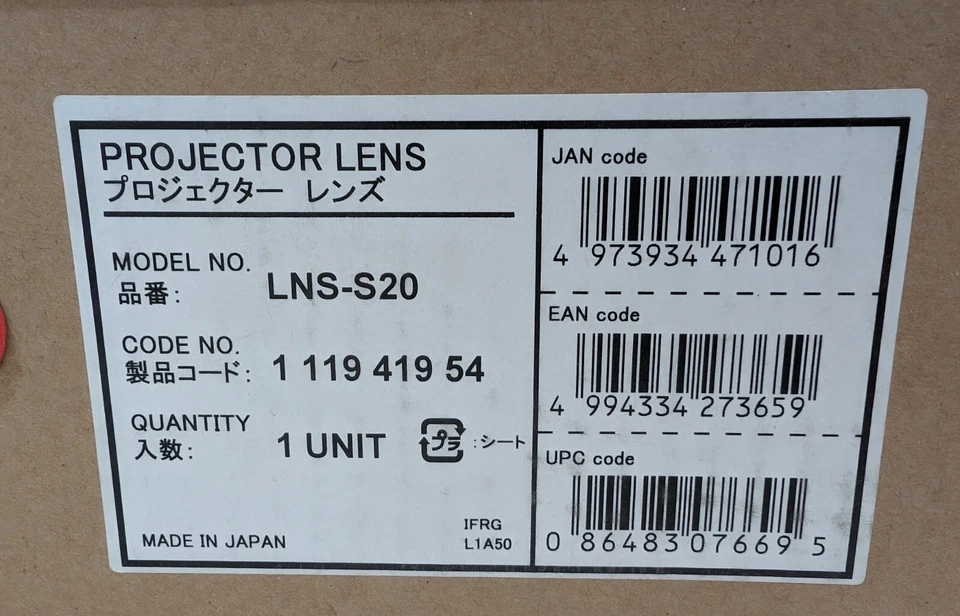 PROJECTOR LENS
プロジェクター レンズ
MODEL NO.
品番: LNS-S20
CODE NO.
製品コード: 1 119 419 54
QUANTITY
入数: 1 UNIT
プラ :シート
MADE IN JAPAN
IFRG
L1A50
JAN code
4 973934 471016
EAN code
4 994334 273659
UPC code
0 86483 07669 5